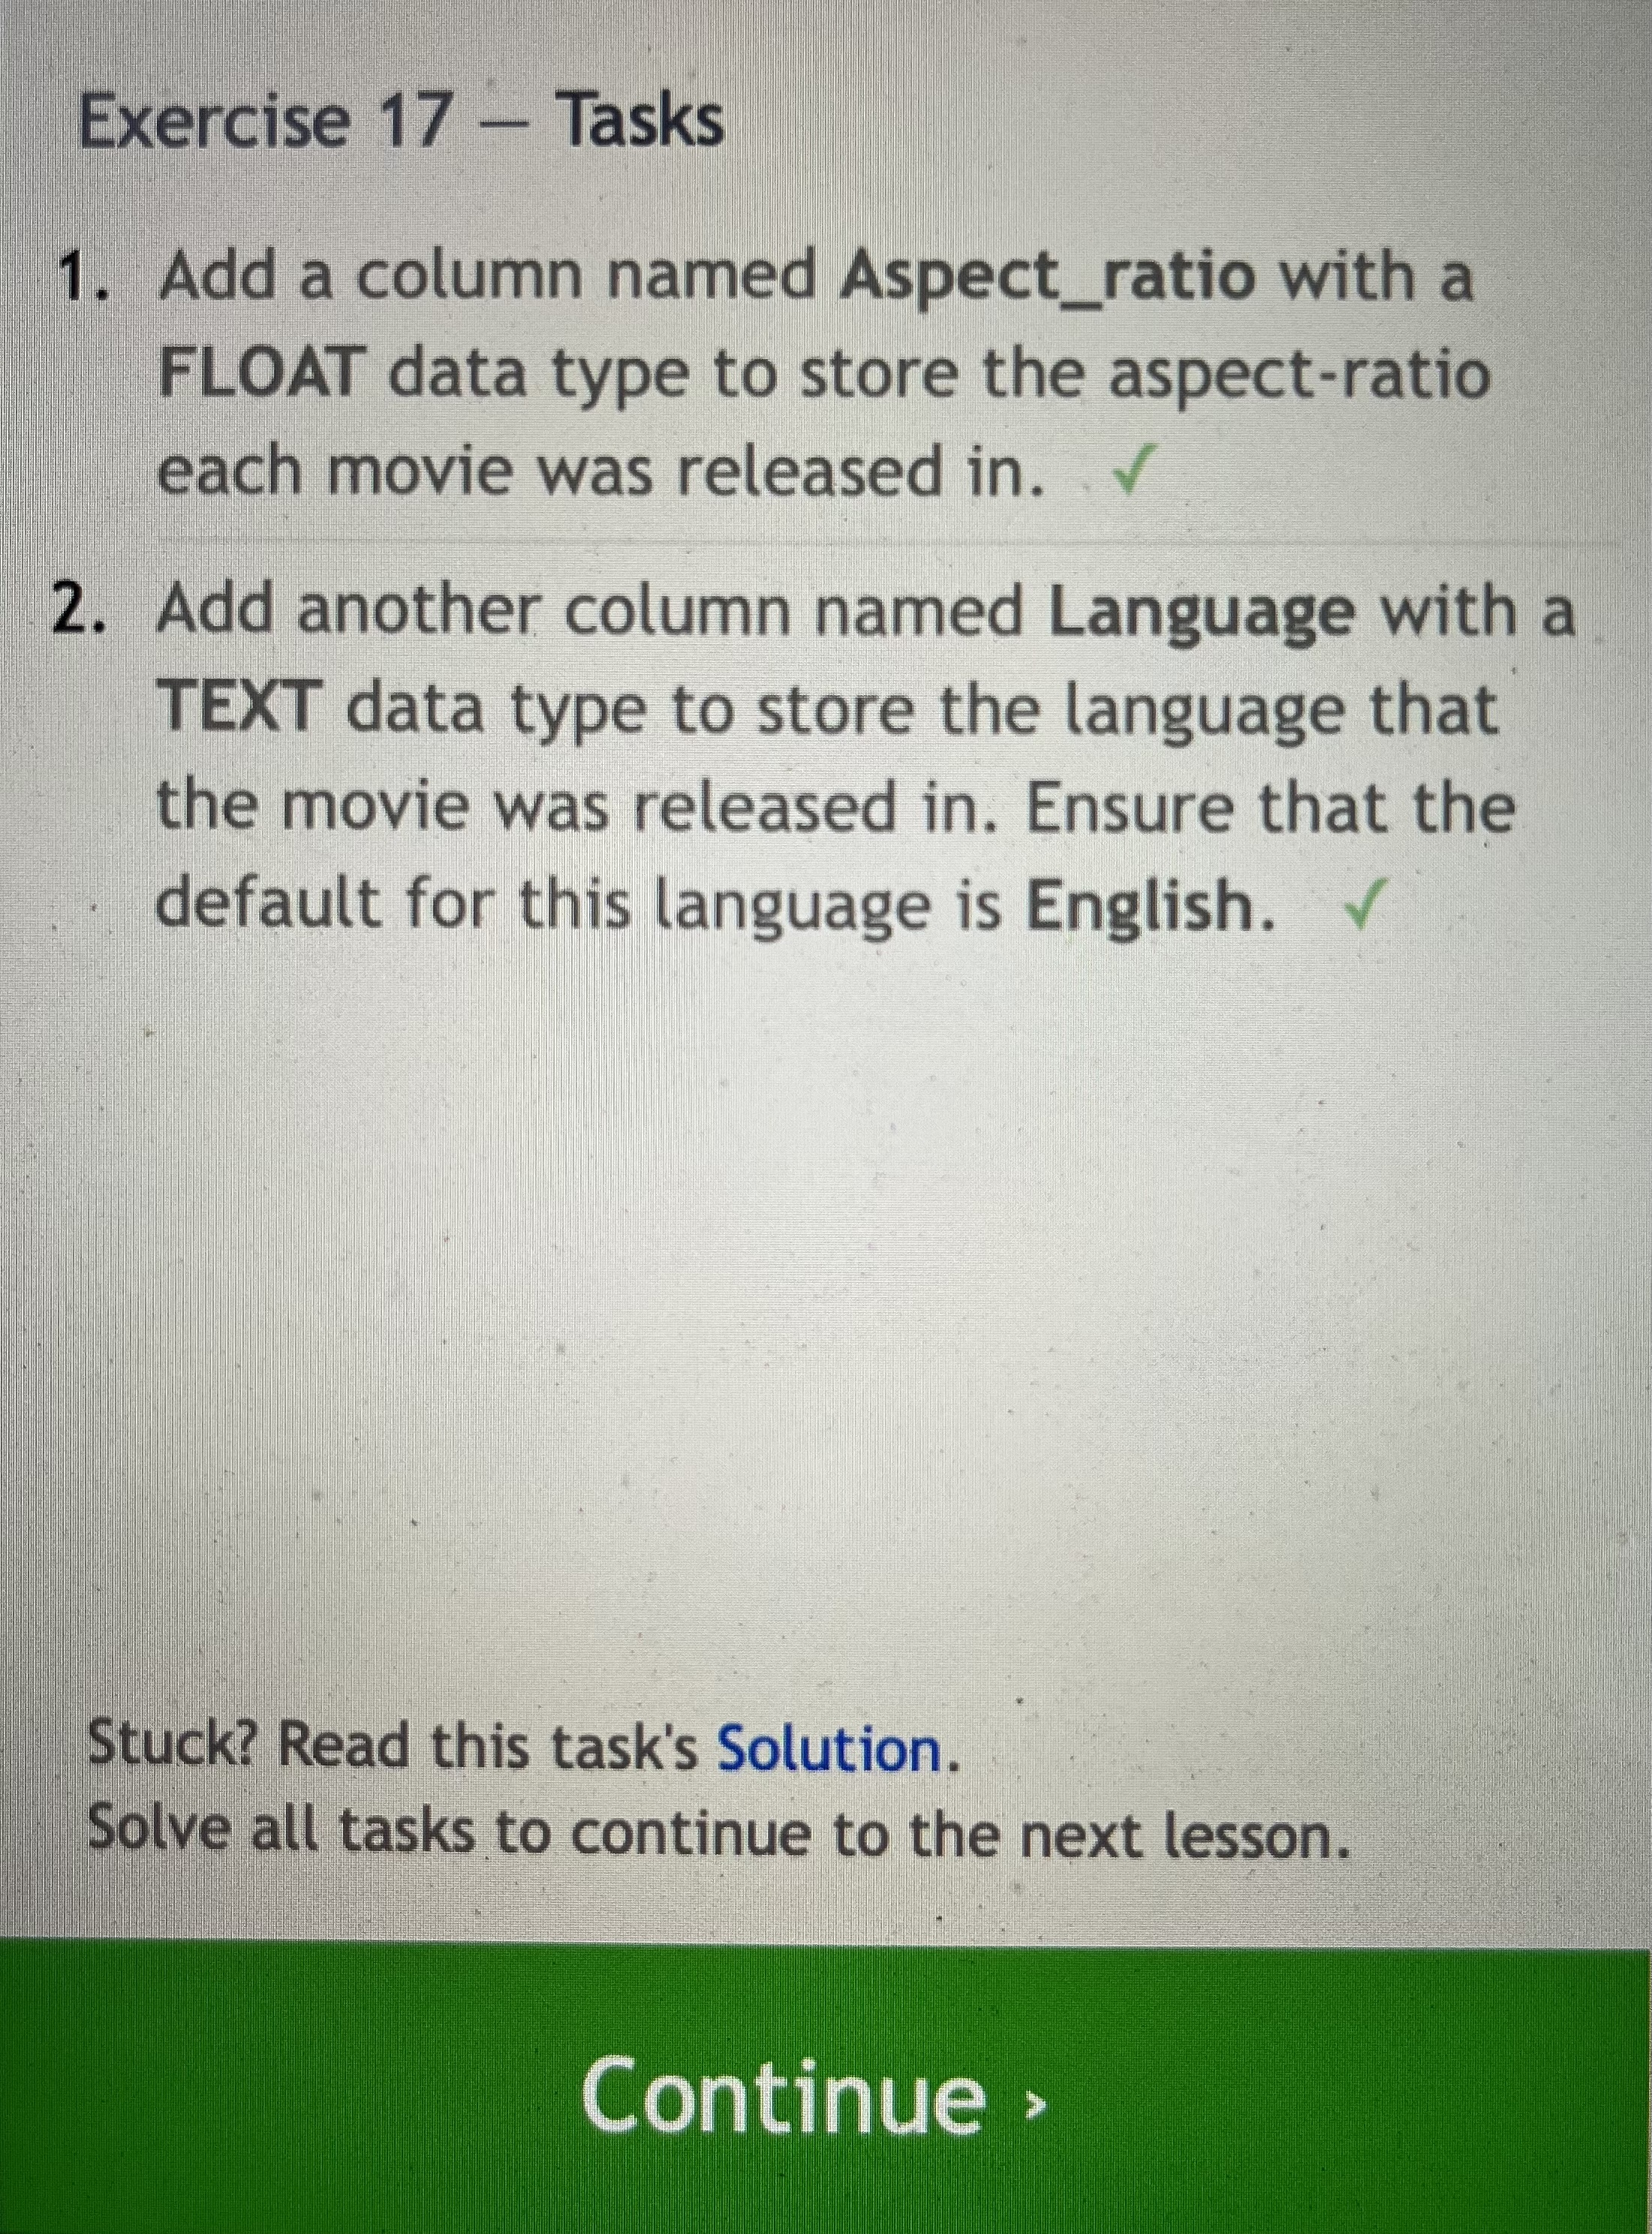 Exercise 17 — Tasks
1. Add a column named Aspect_ratio with a
FLOAT data type to store the aspect-ratio
each movie was released in. ✓
2. Add another column named Language with a
TEXT data type to store the language that
the movie was released in. Ensure that the
default for this language is English. ✓
Stuck? Read this task's Solution.
Solve all tasks to continue to the next lesson.
Continue ›